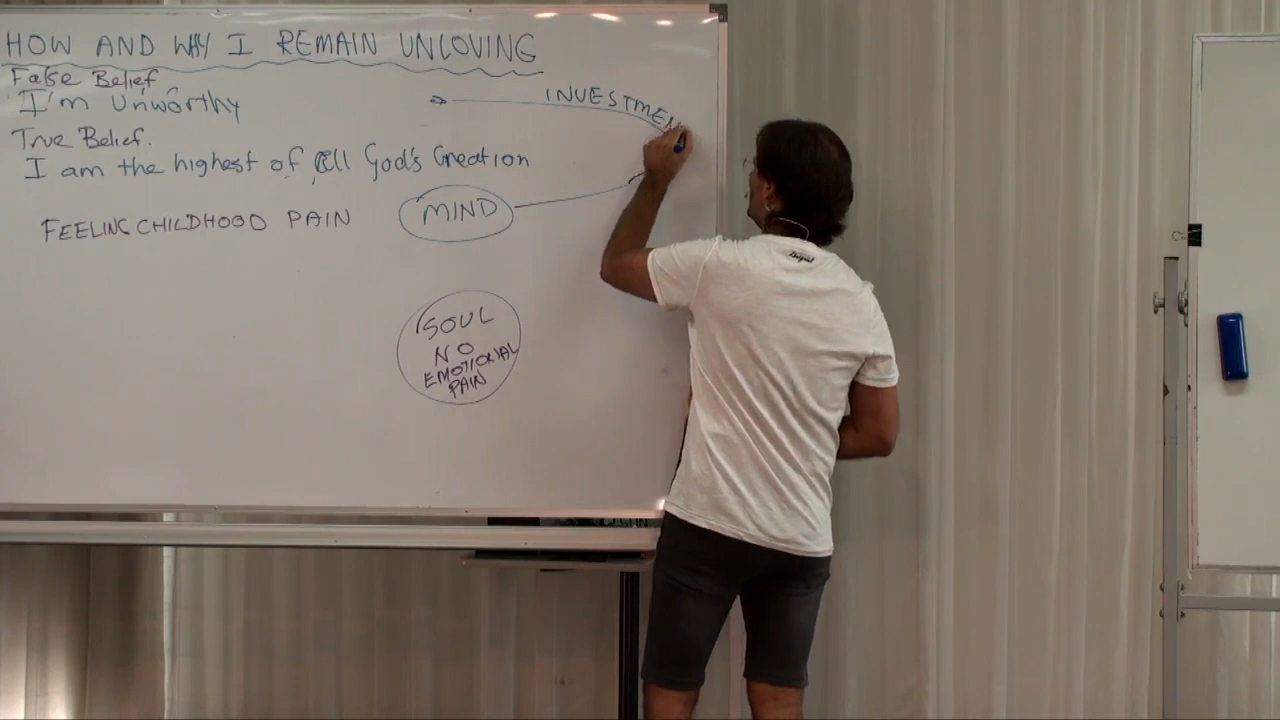 HOW AND WHY I REMAIN UNLOVING
False Belief
I'm Unworthy
INVESTMEN
True Belief.
I am the highest of all God's Creation
FEELING CHILDHOOD PAIN
MIND
SOUL
NO
EMOTIONAL
PAIN